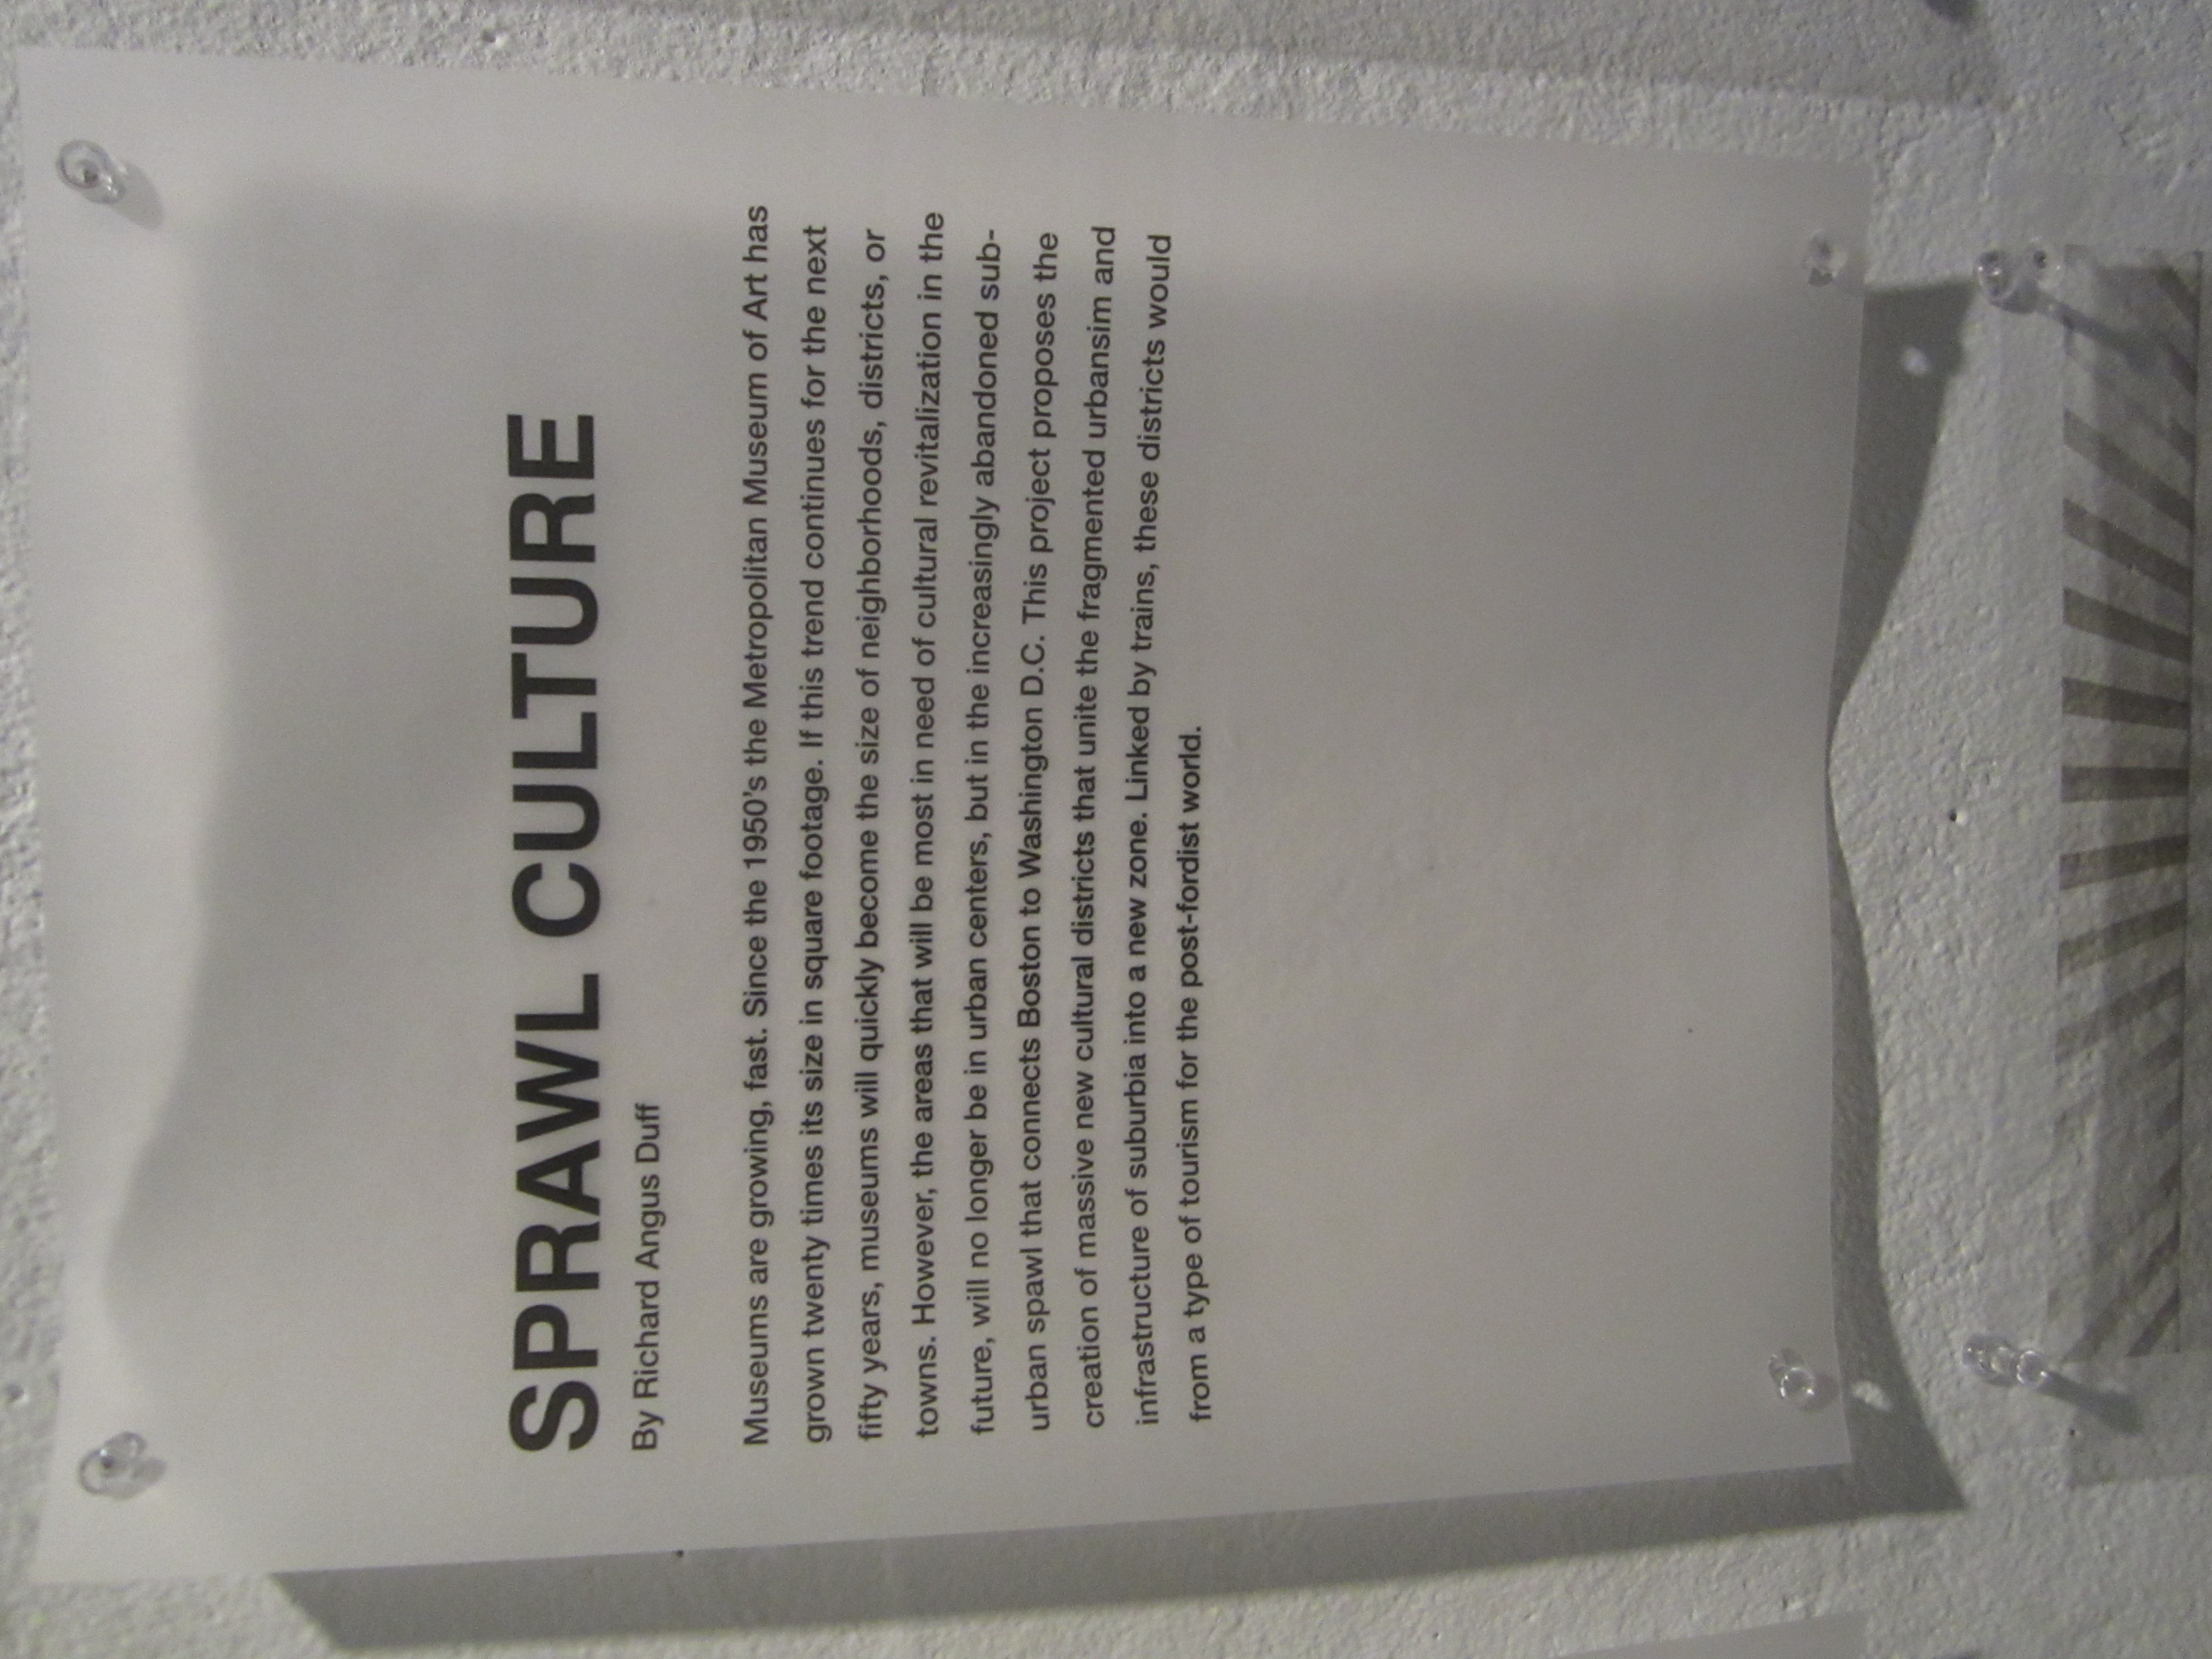 SPRAWL CULTURE
By Richard Angus Duff
Museums are growing, fast. Since the 1950's the Metropolitan Museum of Art has
grown twenty times its size in square footage. If this trend continues for the next
fifty years, museums will quickly become the size of neighborhoods, districts, or
towns. However, the areas that will be most in need of cultural revitalization in the
future, will no longer be in urban centers, but in the increasingly abandoned sub-
urban spawl that connects Boston to Washington D.C. This project proposes the
creation of massive new cultural districts that unite the fragmented urbansim and
infrastructure of suburbia into a new zone. Linked by trains, these districts would
from a type of tourism for the post-fordist world.